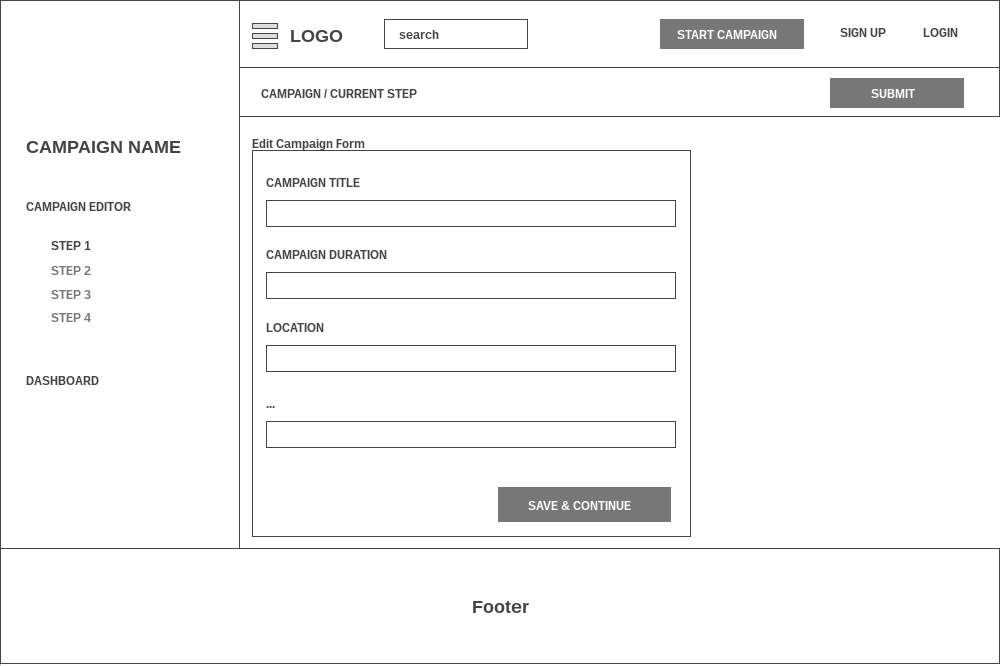 LOGO
search
START CAMPAIGN
SIGN UP
LOGIN
CAMPAIGN / CURRENT STEP
SUBMIT
CAMPAIGN NAME
CAMPAIGN EDITOR
STEP 1
STEP 2
STEP 3
STEP 4
DASHBOARD
Edit Campaign Form
CAMPAIGN TITLE
CAMPAIGN DURATION
LOCATION
...
SAVE & CONTINUE
Footer